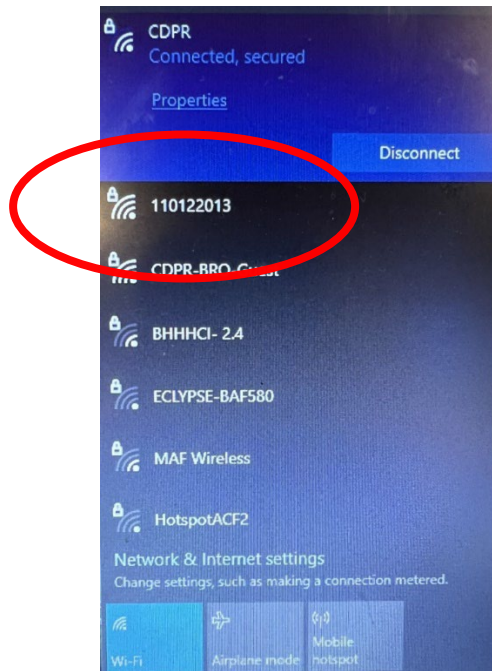 CDPR
Connected, secured
Properties
Disconnect
110122013
CDPR-BRO-Guest
BHHHCI- 2.4
ECLYPSE-BAF580
MAF Wireless
HotspotACF2
Network & Internet settings
Change settings, such as making a connection metered.
Wi-Fi
Airplane mode
Mobile
hotspot